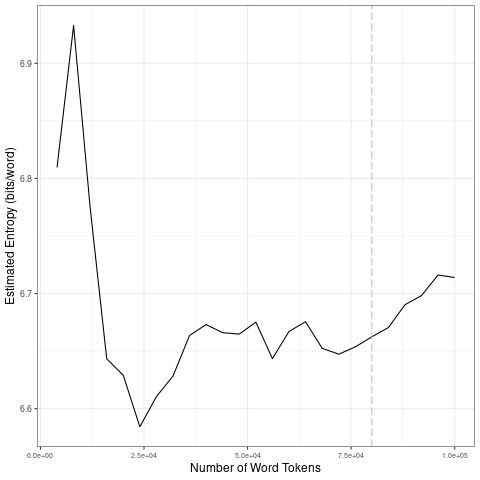 Estimated Entropy (bits/word)
6.9
6.8
6.7
6.6
0.0e+00 2.5e+04 5.0e+04 7.5e+04 1.0e+05
Number of Word Tokens